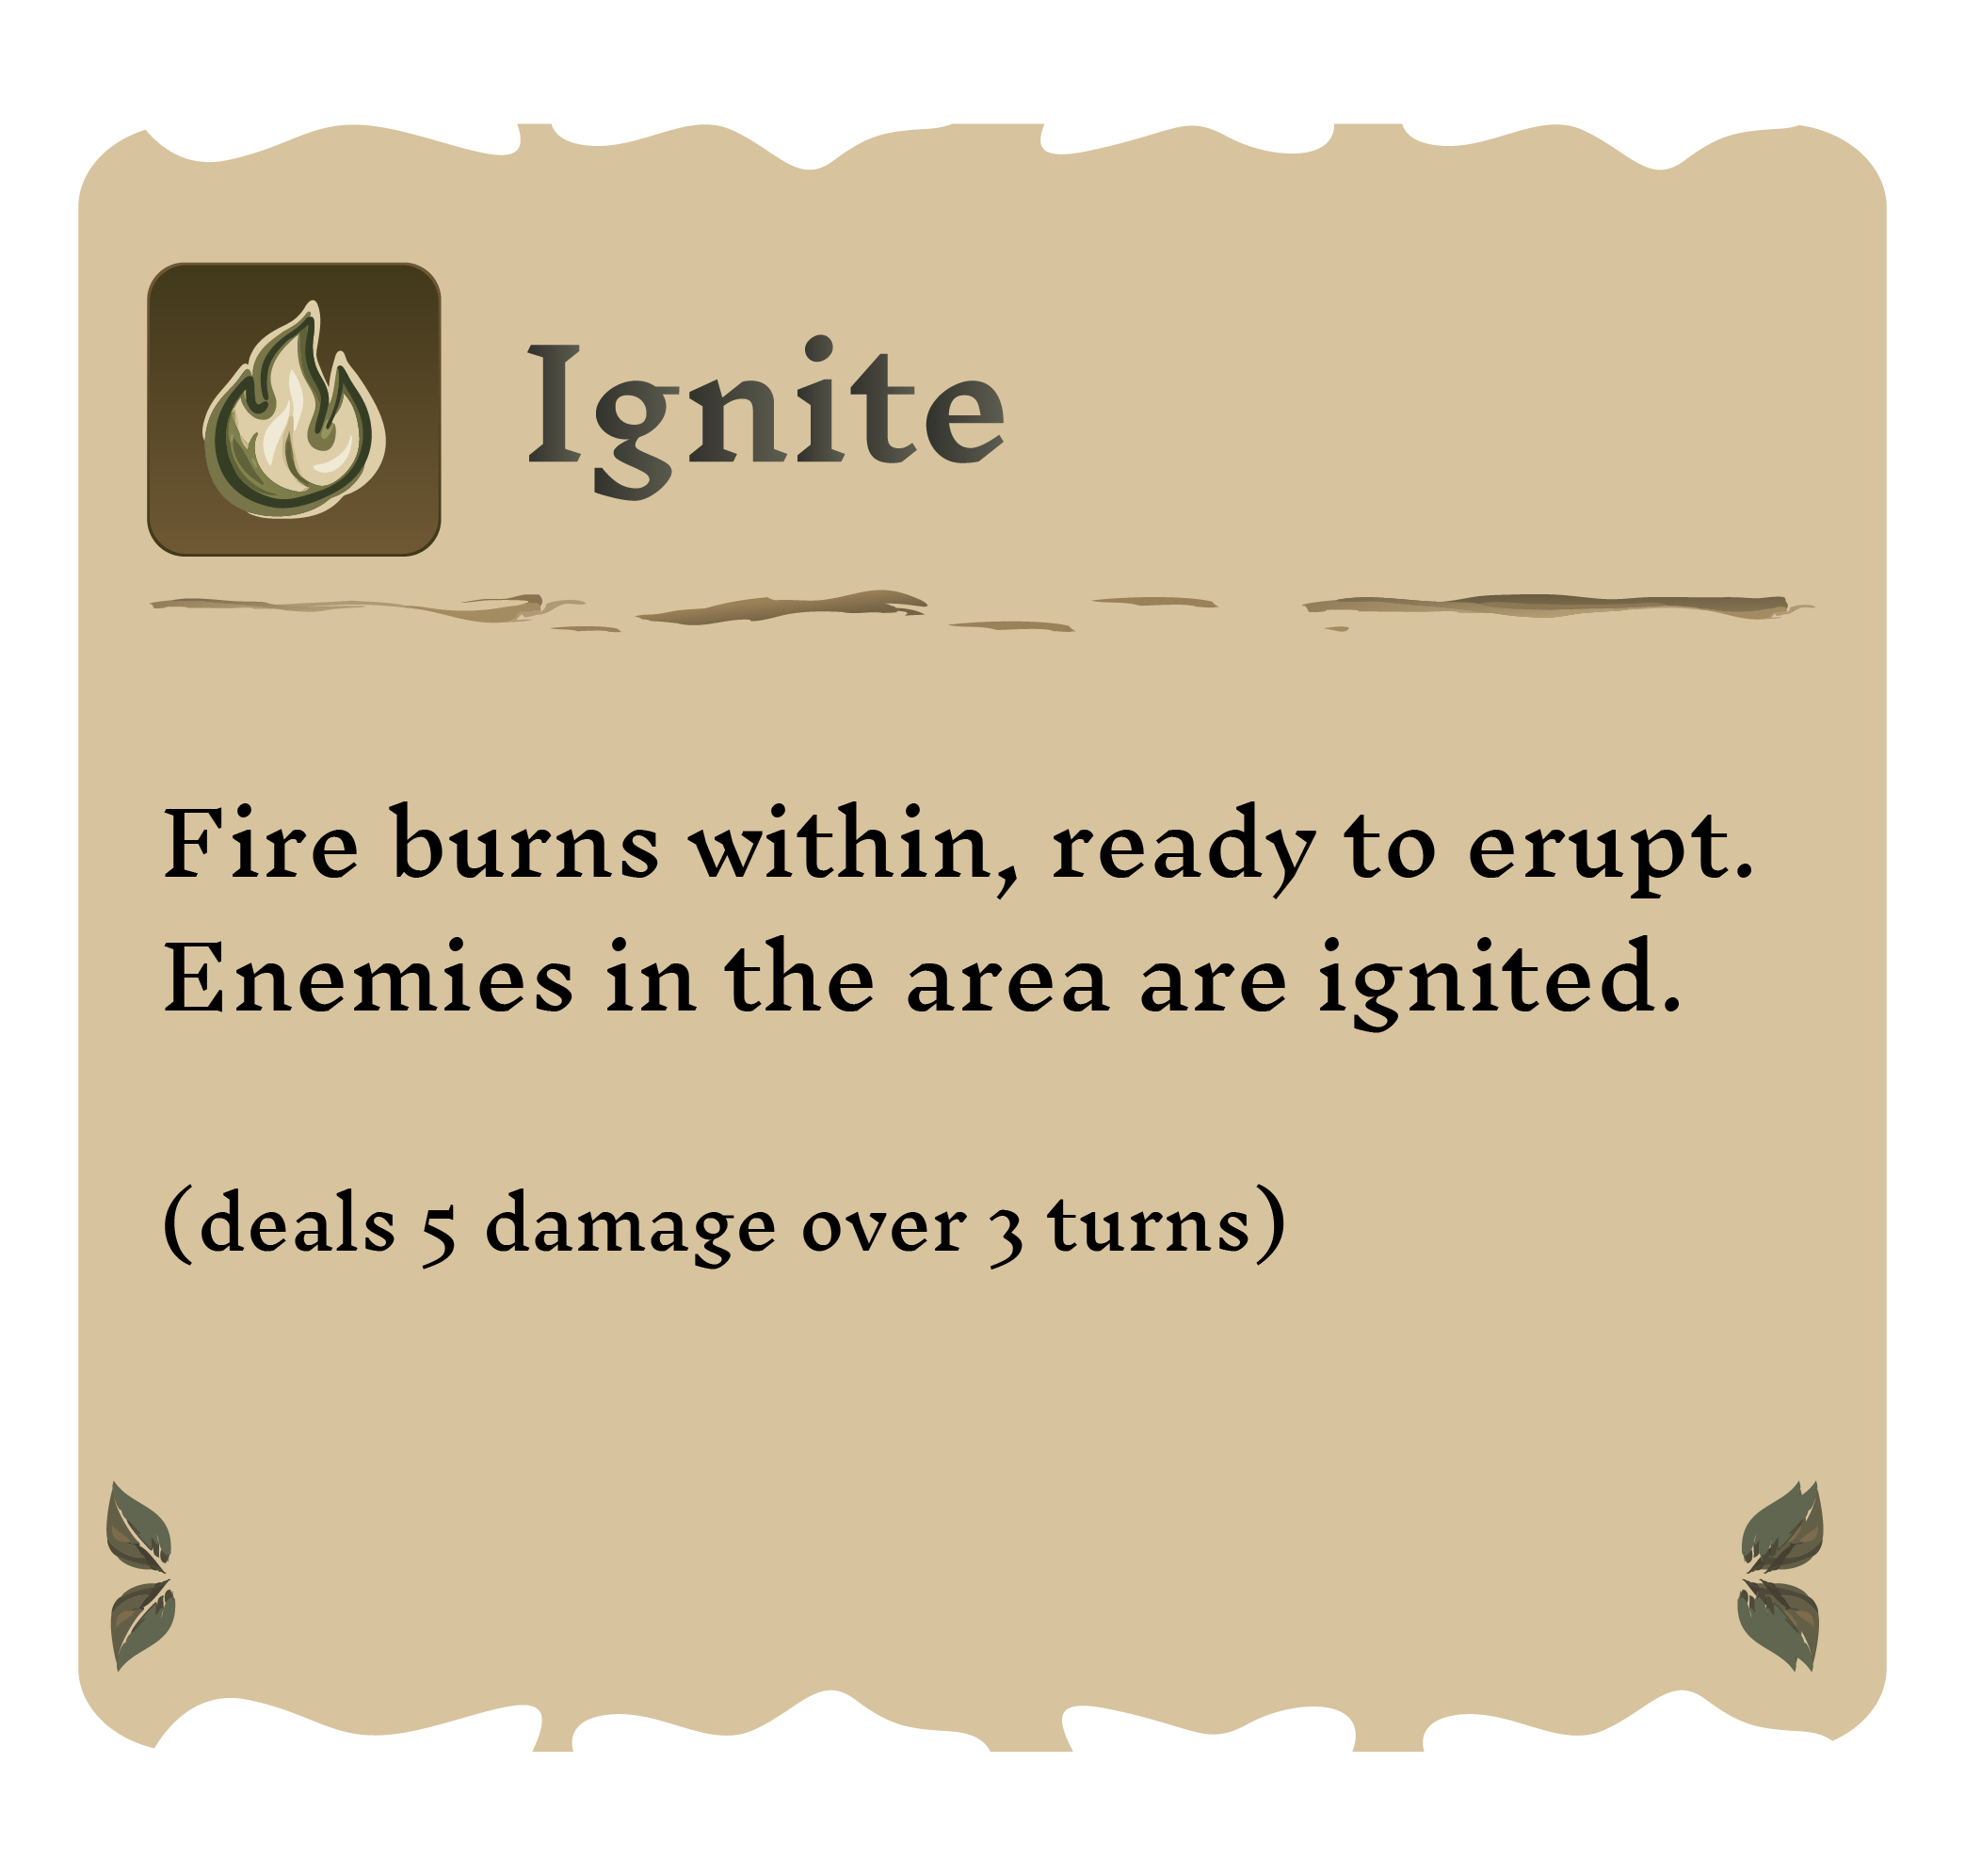 Ignite
Fire burns within, ready to erupt.
Enemies in the area are ignited.
(deals 5 damage over 3 turns)